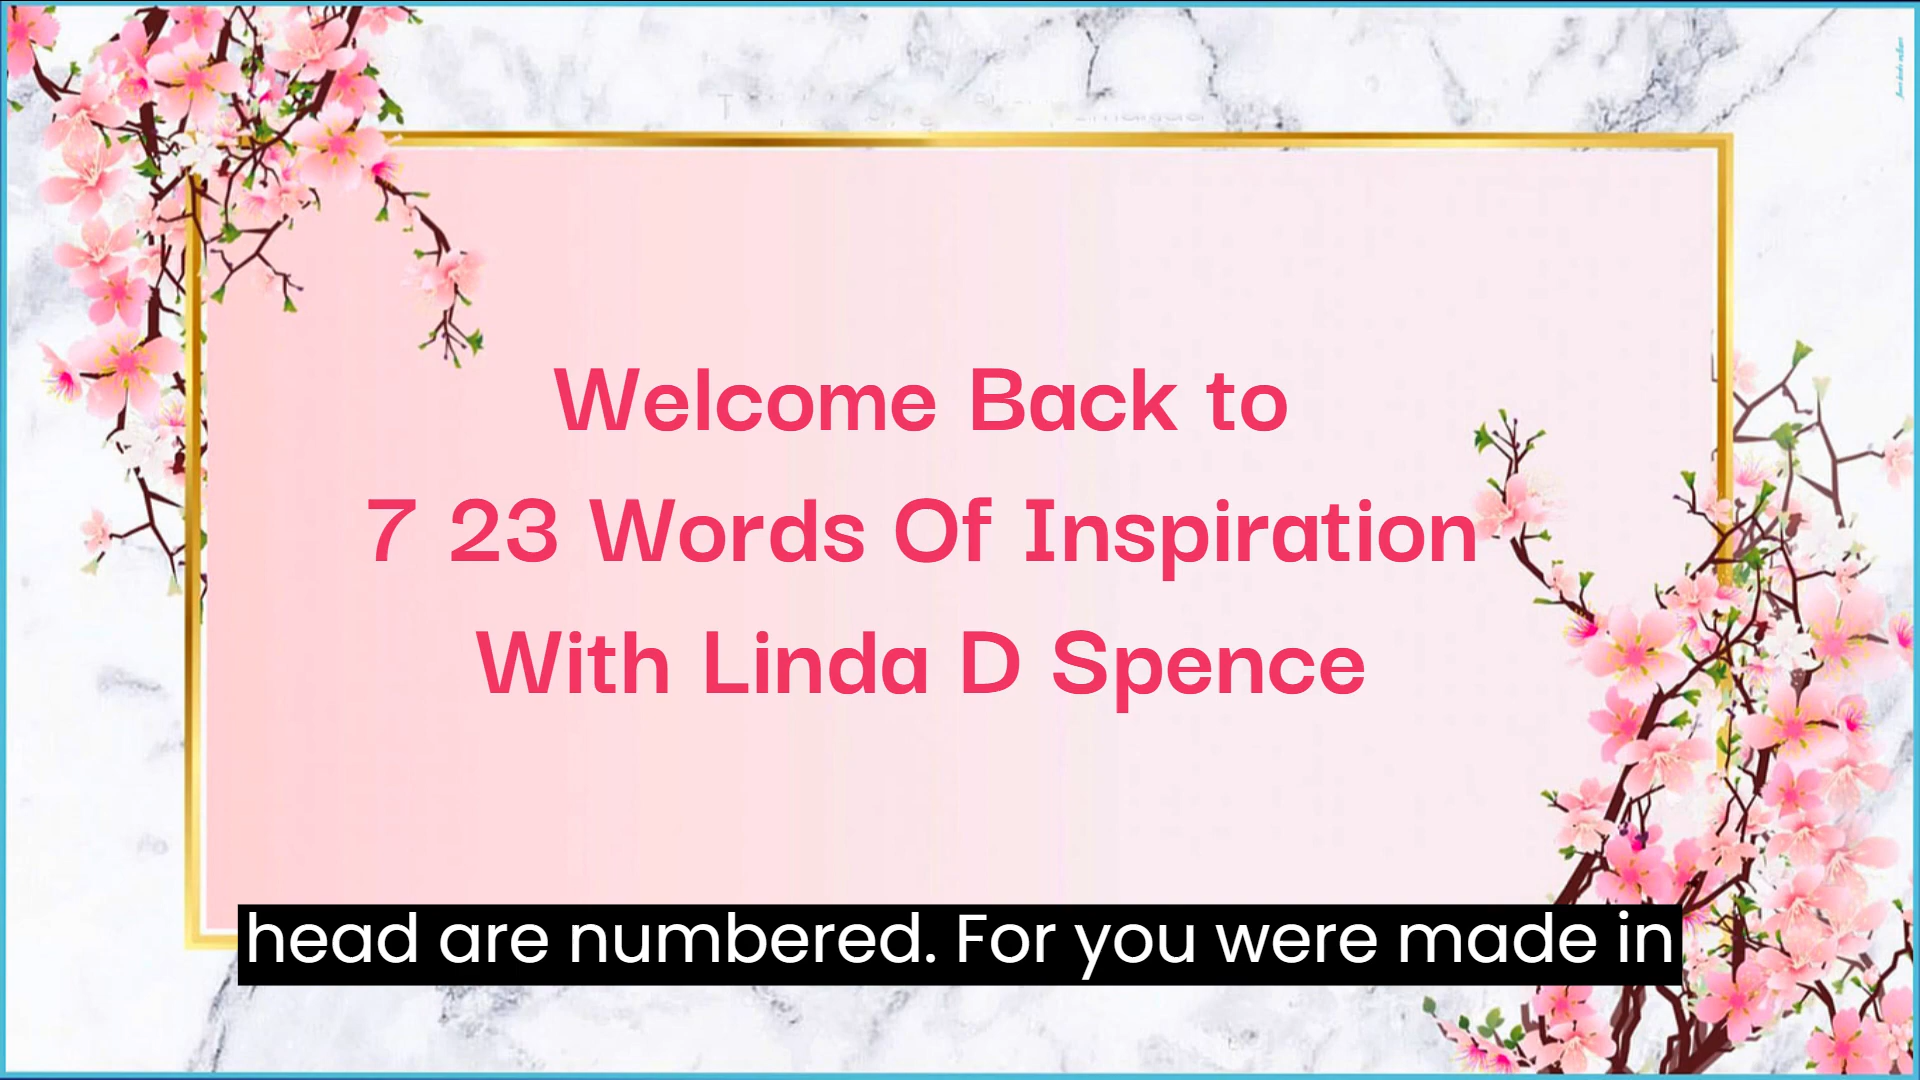 Welcome Back to
7 23 Words Of Inspiration
With Linda D Spence
head are numbered. For you were made in